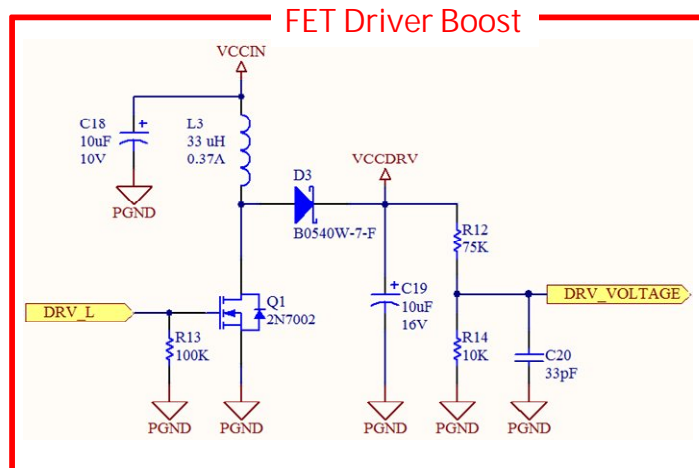 FET Driver Boost
VCCIN
C18
10uF
10V
L3
33 uH
0.37A
PGND
D3
B0540W-7-F
VCCDRV
R12
75K
DRV_VOLTAGE
DRV_L
R13
100K
Q1
2N7002
C19
10uF
16V
R14
10K
C20
33pF
PGND
PGND
PGND
PGND
PGND